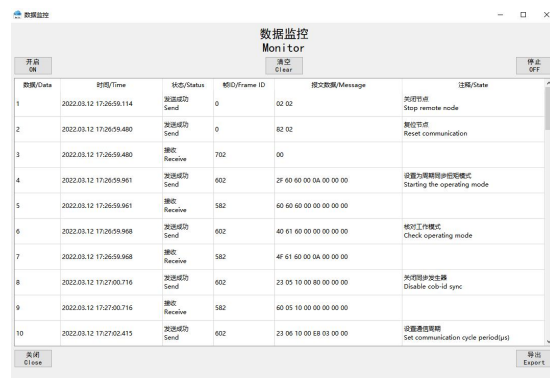 数据监控
数据监控
Monitor
开启
ON
清空
Clear
停止
OFF
数据/Data 时间/Time 状态/Status 帧ID/Frame ID 报文数据/Message 注释/State
1 2022.03.12 17:26:59.114 发送成功 Send 0 02 02 关闭节点 Stop remote node
2 2022.03.12 17:26:59.480 发送成功 Send 0 82 02 复位节点 Reset communication
3 2022.03.12 17:26:59.480 接收 Receive 702 00
4 2022.03.12 17:26:59.961 发送成功 Send 602 2F 60 60 00 0A 00 00 00 设置为周期同步扭矩模式 Starting the operating mode
5 2022.03.12 17:26:59.961 接收 Receive 582 60 60 60 00 00 00 00 00
6 2022.03.12 17:26:59.968 发送成功 Send 602 40 61 60 00 00 00 00 00 核对工作模式 Check operating mode
7 2022.03.12 17:26:59.968 接收 Receive 582 4F 61 60 00 0A 00 00 00
8 2022.03.12 17:27:00.716 发送成功 Send 602 23 05 10 00 80 00 00 00 关闭同步发生器 Disable cob-id sync
9 2022.03.12 17:27:00.716 接收 Receive 582 60 05 10 00 00 00 00 00
10 2022.03.12 17:27:02.415 发送成功 Send 602 23 06 10 00 E8 03 00 00 设置通信周期 Set communication cycle period(μs)
关闭
Close
导出
Export